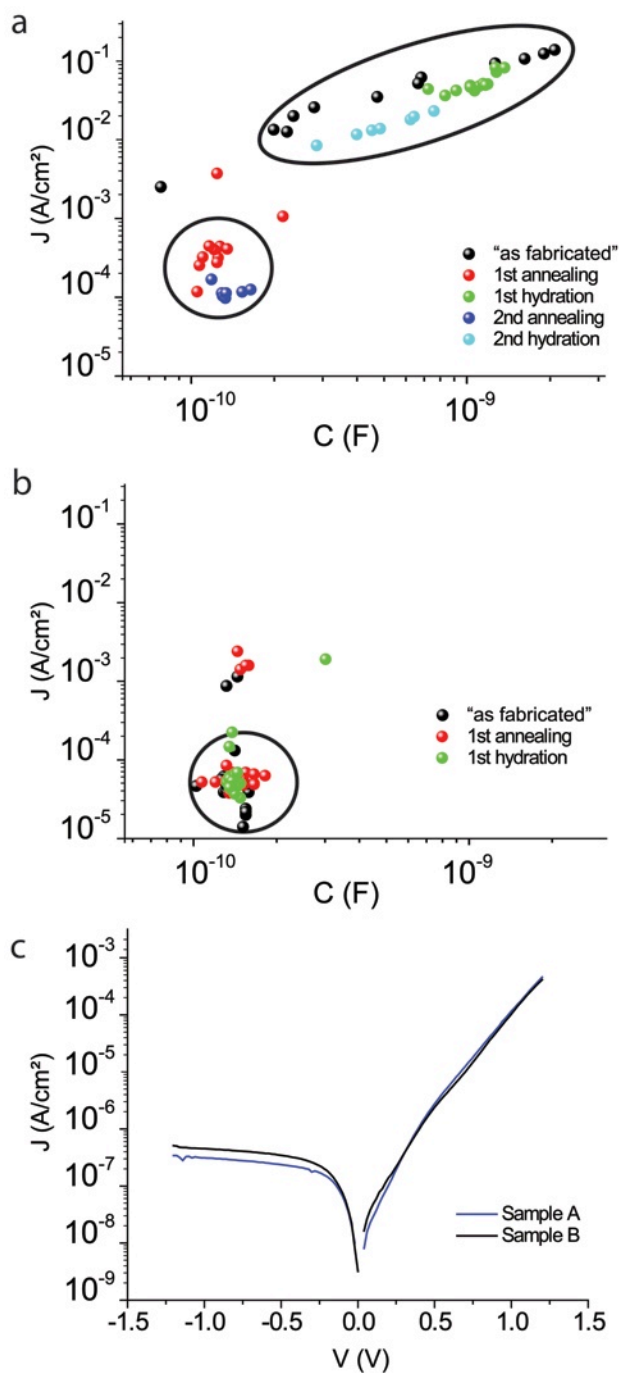 a
10⁻¹
10⁻²
10⁻³
10⁻⁴
10⁻⁵
J (A/cm²)
"as fabricated"
1st annealing
1st hydration
2nd annealing
2nd hydration
10⁻¹⁰ 10⁻⁹
C (F)
b
10⁻¹
10⁻²
10⁻³
10⁻⁴
10⁻⁵
J (A/cm²)
"as fabricated"
1st annealing
1st hydration
10⁻¹⁰ 10⁻⁹
C (F)
c
10⁻³
10⁻⁴
10⁻⁵
10⁻⁶
10⁻⁷
10⁻⁸
10⁻⁹
J (A/cm²)
Sample A
Sample B
-1.5 -1.0 -0.5 0.0 0.5 1.0 1.5
V (V)